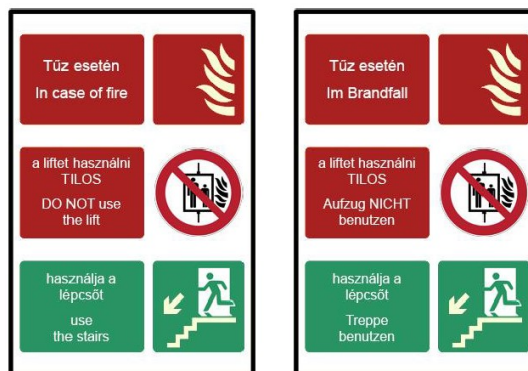 Tűz esetén
In case of fire
a liftet használni
TILOS
DO NOT use
the lift
használja a
lépcsőt
use
the stairs
Tűz esetén
Im Brandfall
a liftet használni
TILOS
Aufzug NICHT
benutzen
használja a
lépcsőt
Treppe
benutzen